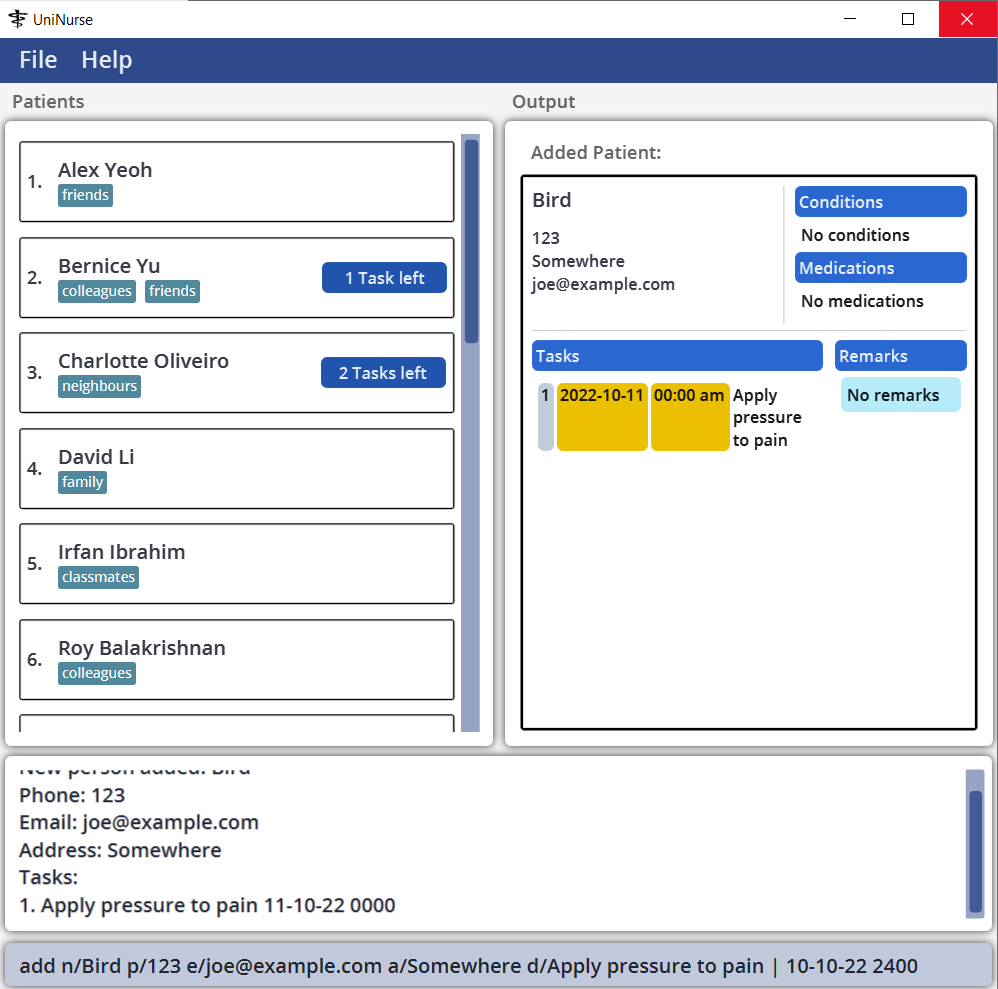 UniNurse
File Help
Patients
1. Alex Yeoh
friends
2. Bernice Yu
colleagues friends
1 Task left
3. Charlotte Oliveiro
neighbours
2 Tasks left
4. David Li
family
5. Irfan Ibrahim
classmates
6. Roy Balakrishnan
colleagues
Output
Added Patient:
Bird
123
Somewhere
joe@example.com
Conditions
No conditions
Medications
No medications
Tasks
1 2022-10-11 00:00 am Apply
pressure
to pain
Remarks
No remarks
New person added: Bird
Phone: 123
Email: joe@example.com
Address: Somewhere
Tasks:
1. Apply pressure to pain 11-10-22 0000
add n/Bird p/123 e/joe@example.com a/Somewhere d/Apply pressure to pain | 10-10-22 2400